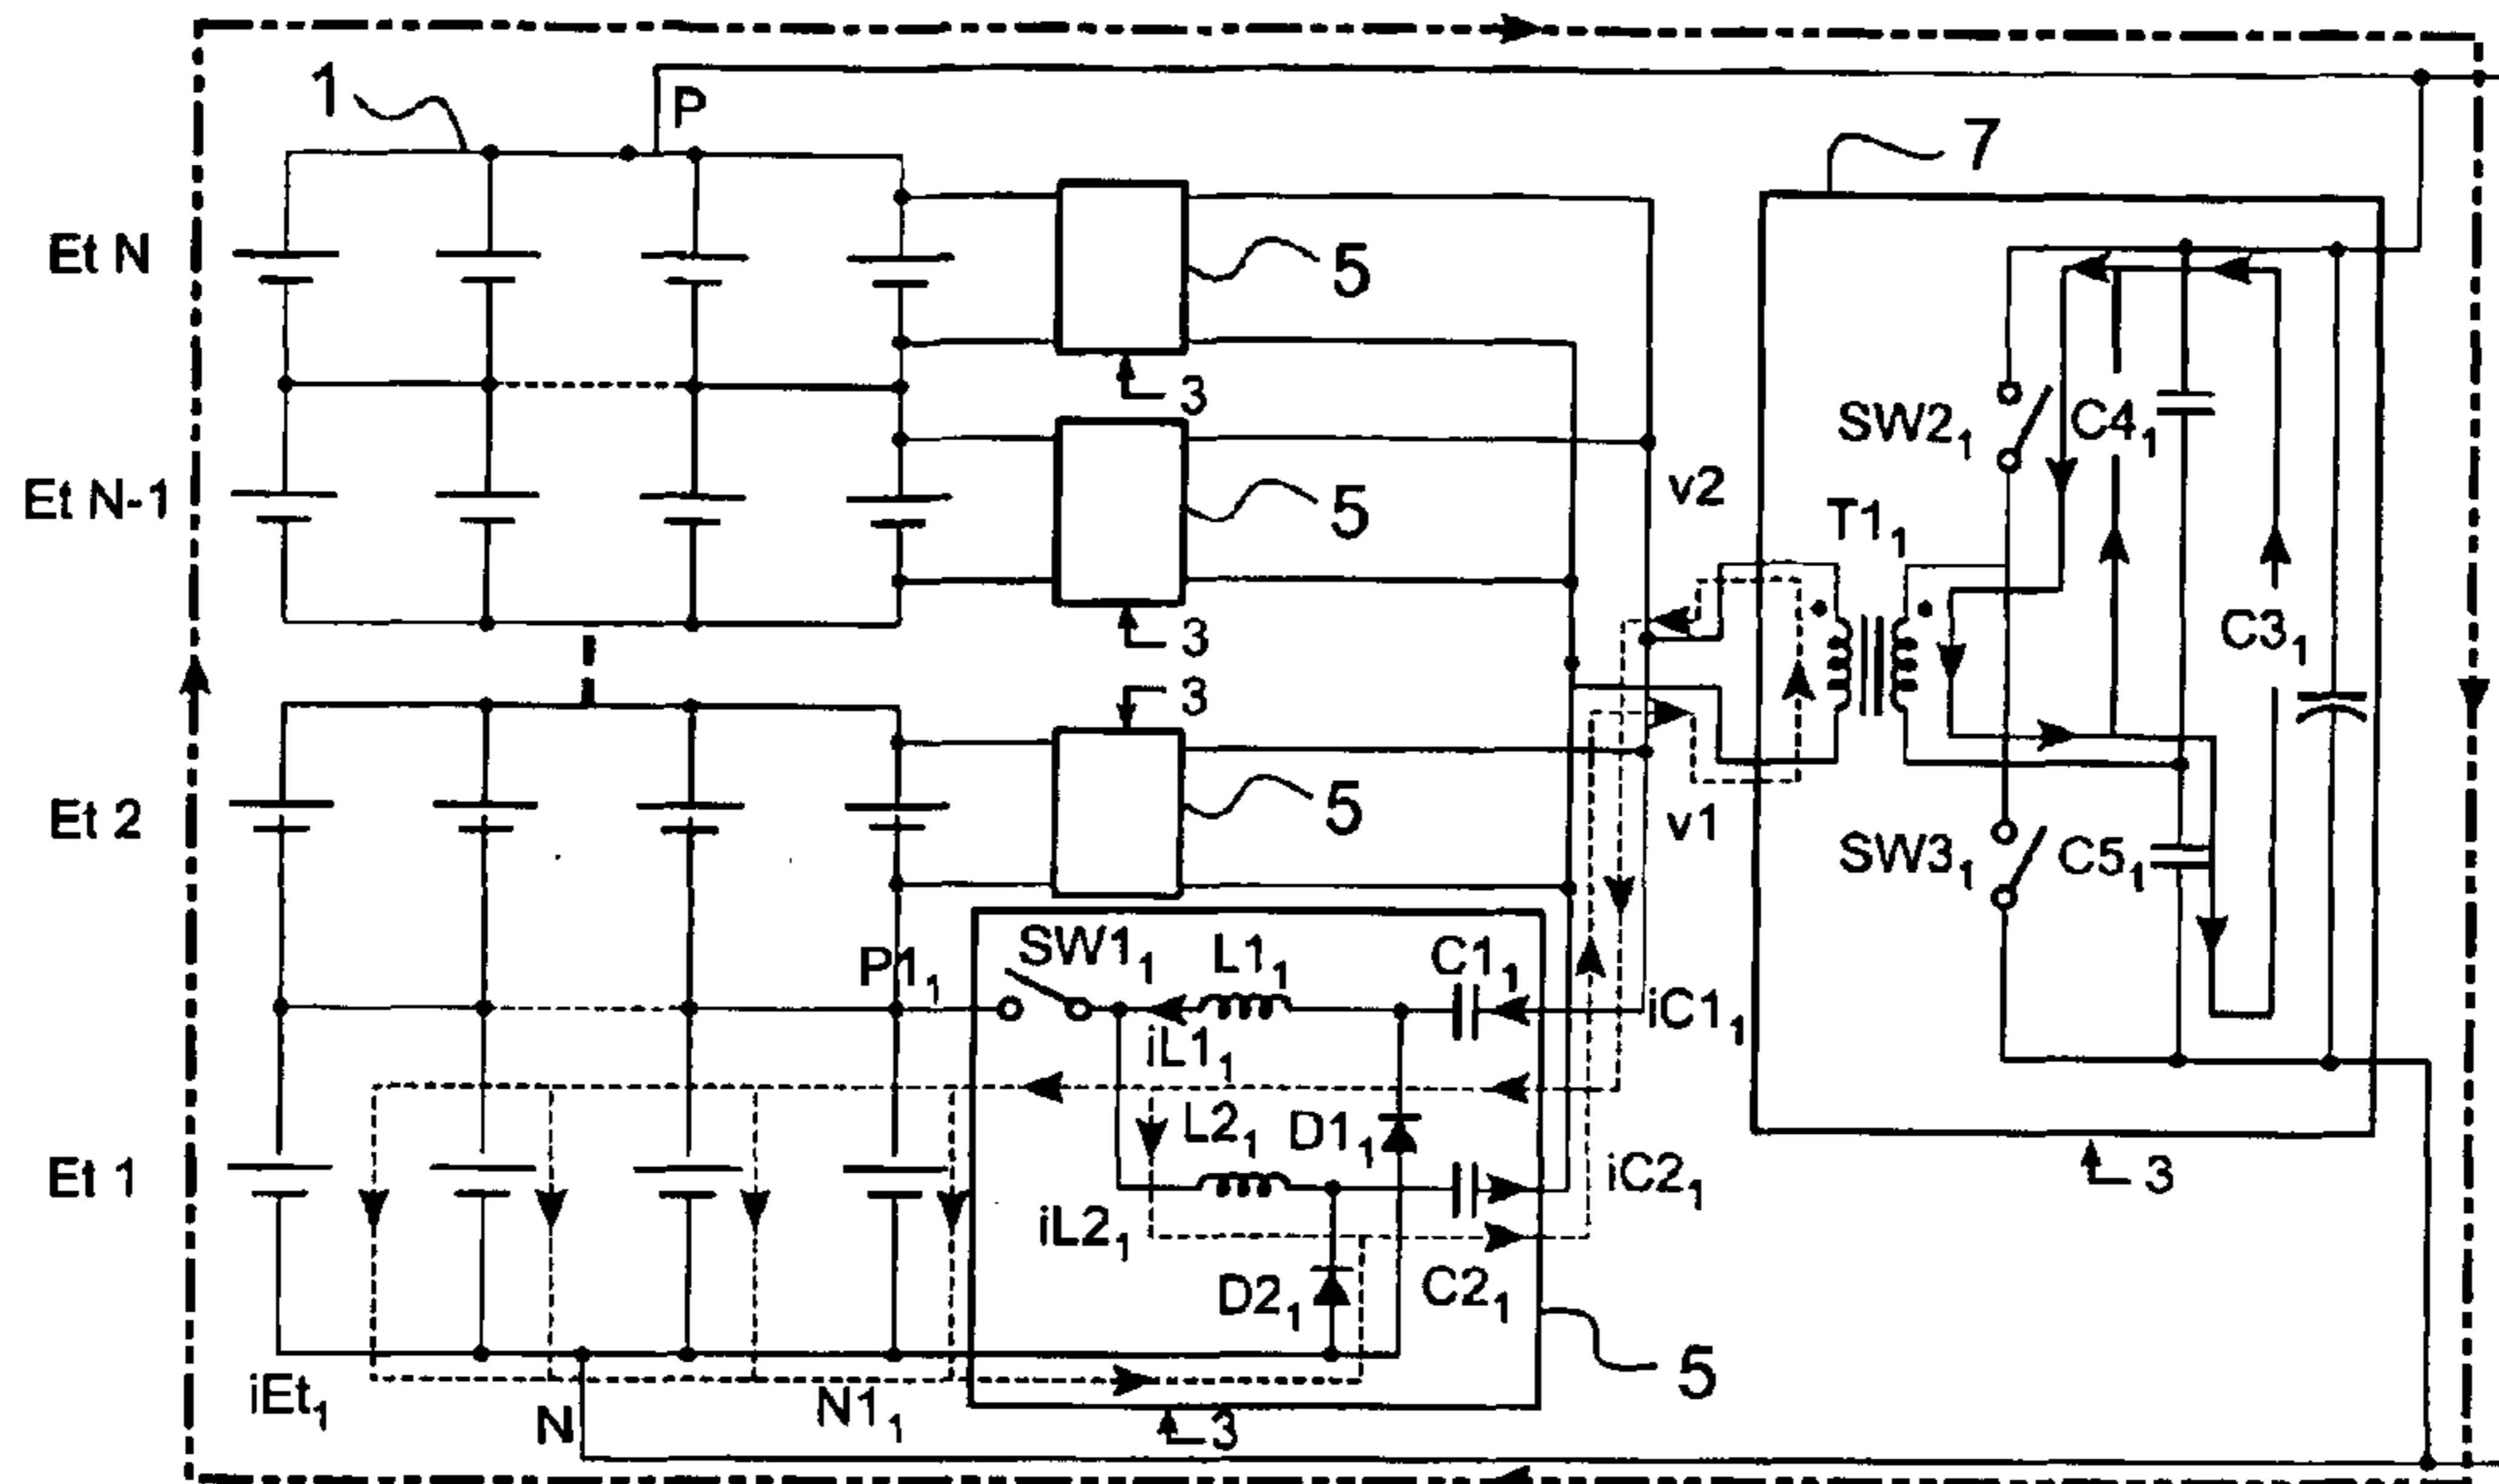 1
P
7
Et N
5
3
SW2₁
C4₁
Et N-1
5
v2
T1₁
3
C3₁
3
Et 2
5
v1
SW3₁
C5₁
P1₁
SW1₁
L1₁
C1₁
iC1₁
iL1₁
L2₁
D1₁
Et 1
iC2₁
3
iL2₁
D2₁
C2₁
5
iEt₁
N
N1₁
3